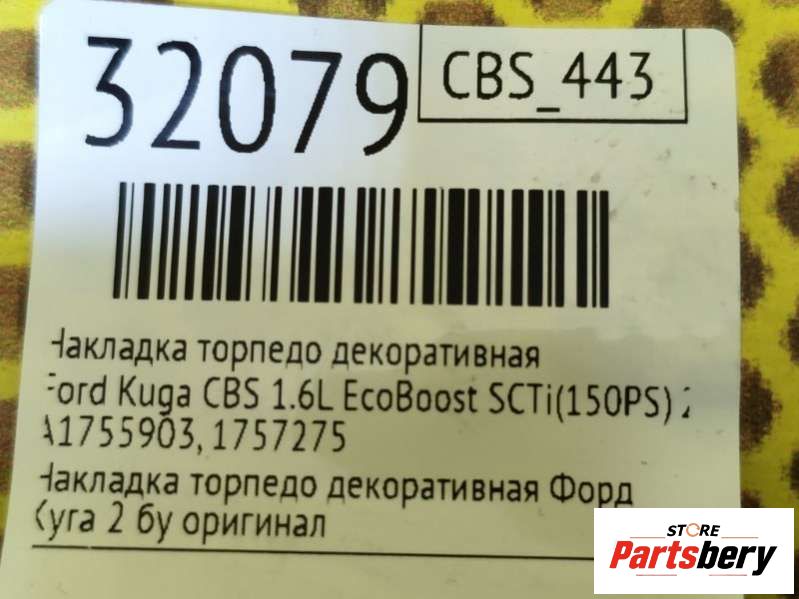 32079
CBS_443
Накладка торпедо декоративная
Ford Kuga CBS 1.6L EcoBoost SCTi(150PS)
A1755903, 1757275
Накладка торпедо декоративная Форд
Куга 2 бу оригинал
STORE
Partsbery